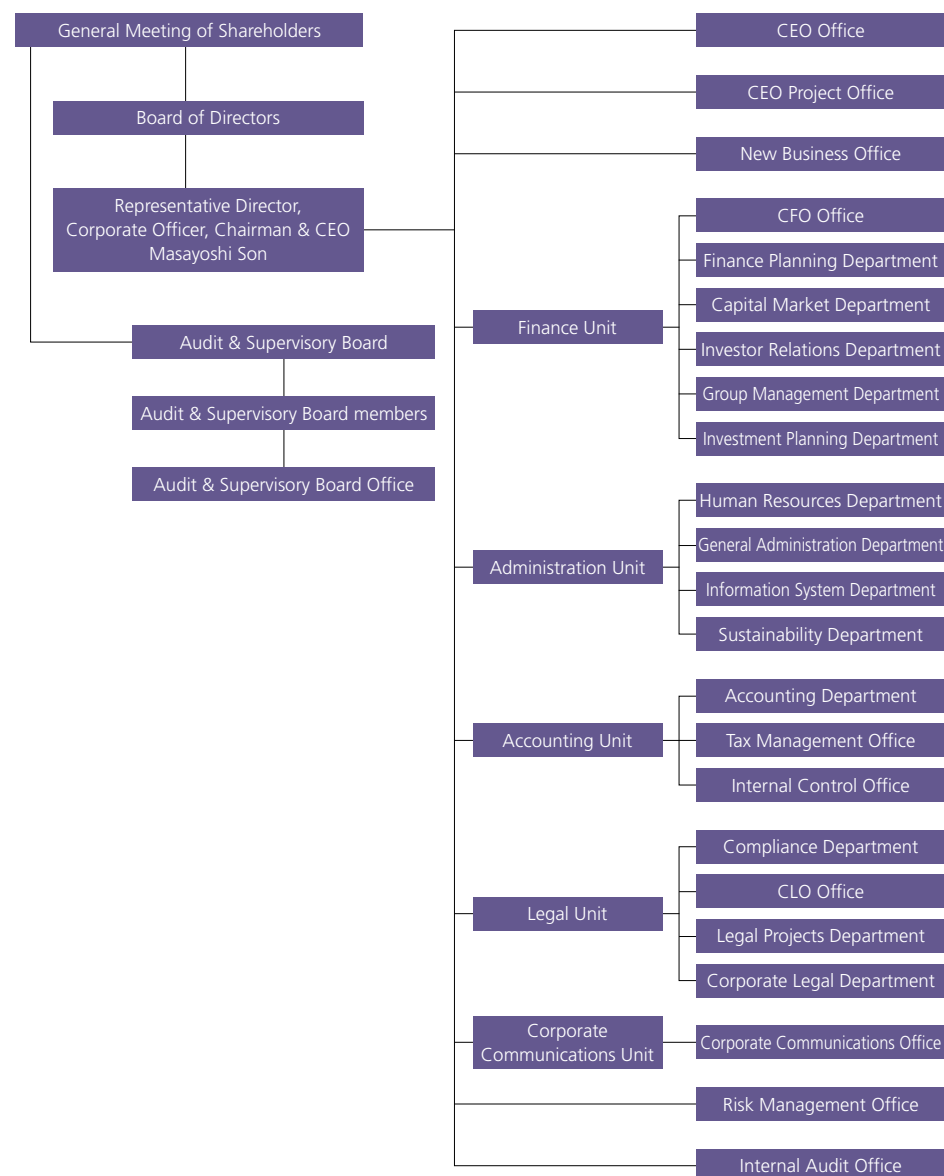 General Meeting of Shareholders
Board of Directors
Representative Director,
Corporate Officer, Chairman & CEO
Masayoshi Son
Audit & Supervisory Board
Audit & Supervisory Board members
Audit & Supervisory Board Office
CEO Office
CEO Project Office
New Business Office
Finance Unit
CFO Office
Finance Planning Department
Capital Market Department
Investor Relations Department
Group Management Department
Investment Planning Department
Administration Unit
Human Resources Department
General Administration Department
Information System Department
Sustainability Department
Accounting Unit
Accounting Department
Tax Management Office
Internal Control Office
Legal Unit
Compliance Department
CLO Office
Legal Projects Department
Corporate Legal Department
Corporate
Communications Unit
Corporate Communications Office
Risk Management Office
Internal Audit Office